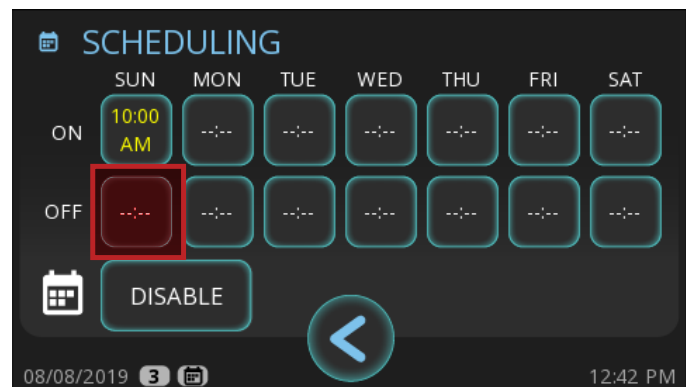 SCHEDULING
SUN MON TUE WED THU FRI SAT
ON 10:00 AM --:-- --:-- --:-- --:-- --:-- --:--
OFF --:-- --:-- --:-- --:-- --:-- --:-- --:--
DISABLE
08/08/2019 3 12:42 PM